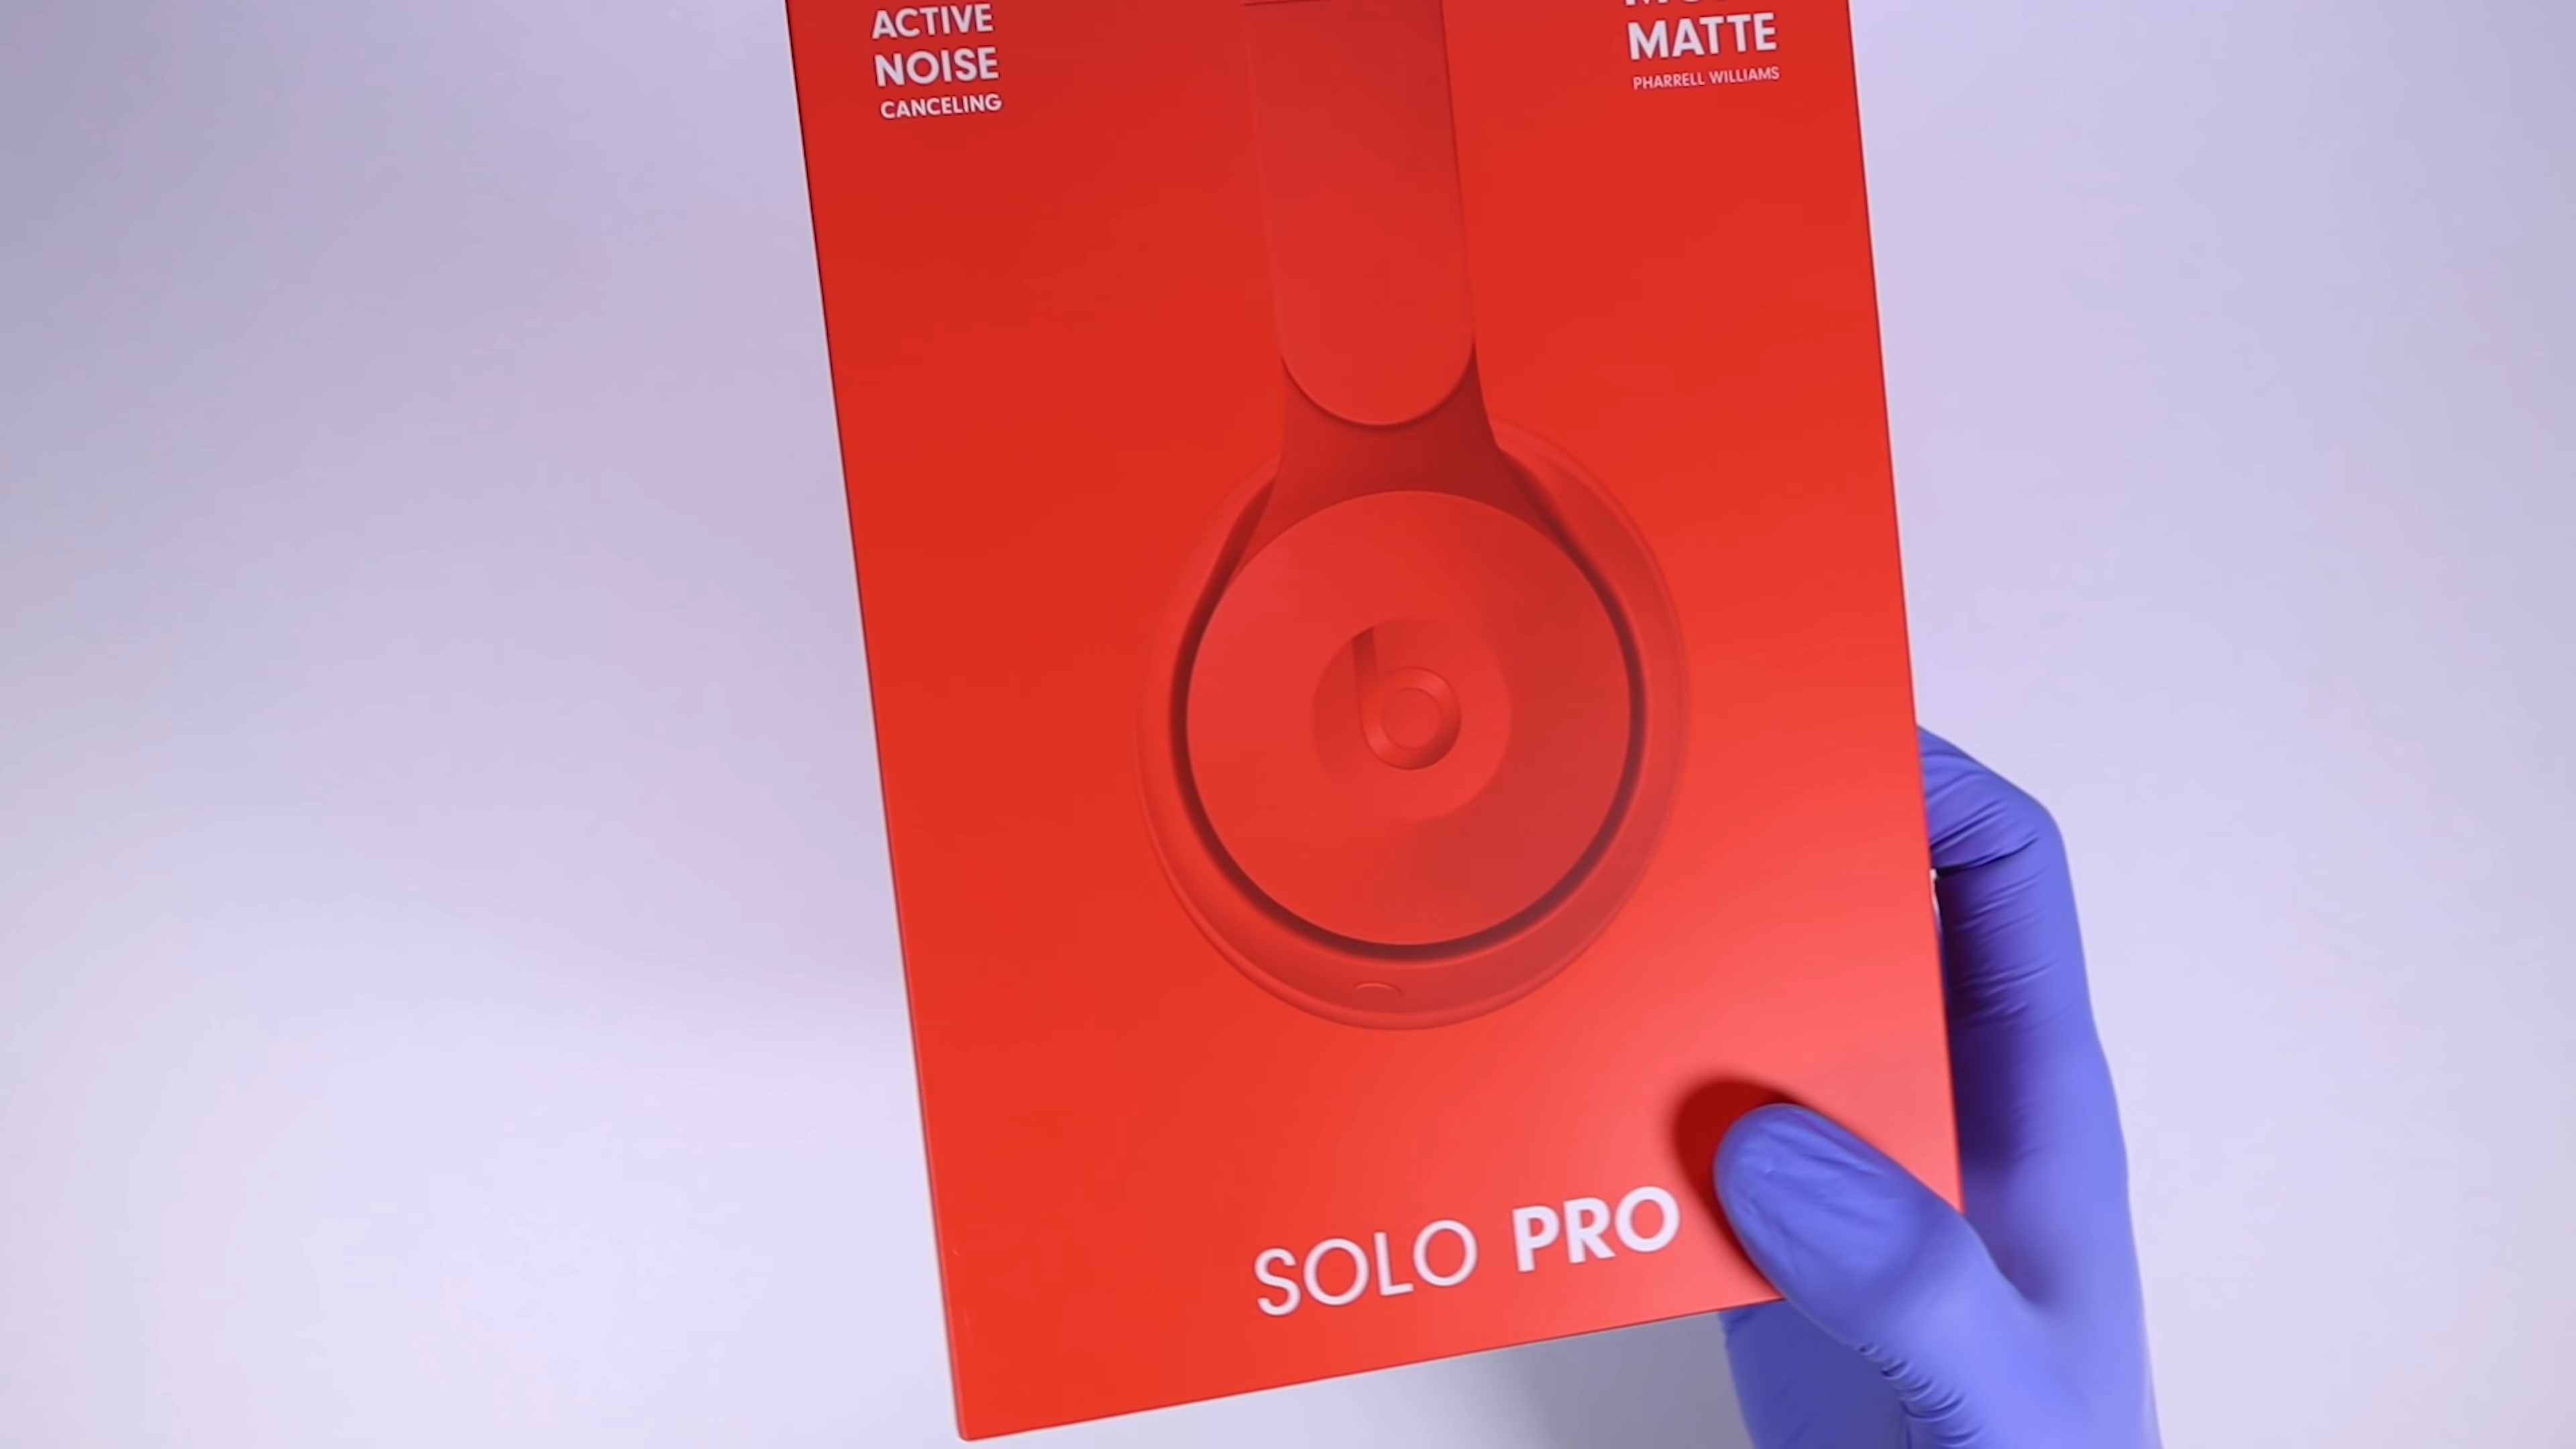 ACTIVE
NOISE
CANCELING
MATTE
PHARRELL WILLIAMS
b
SOLO PRO